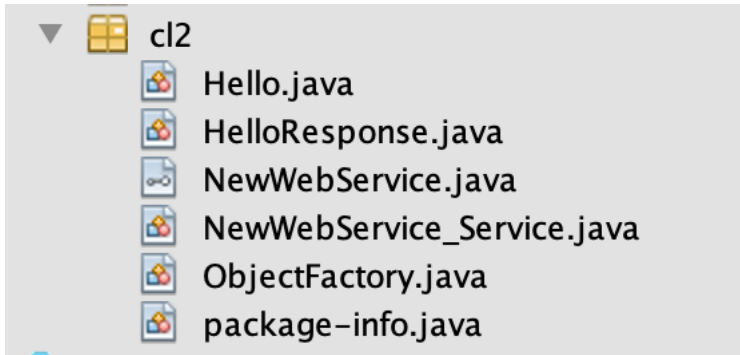 cl2
Hello.java
HelloResponse.java
NewWebService.java
NewWebService_Service.java
ObjectFactory.java
package-info.java